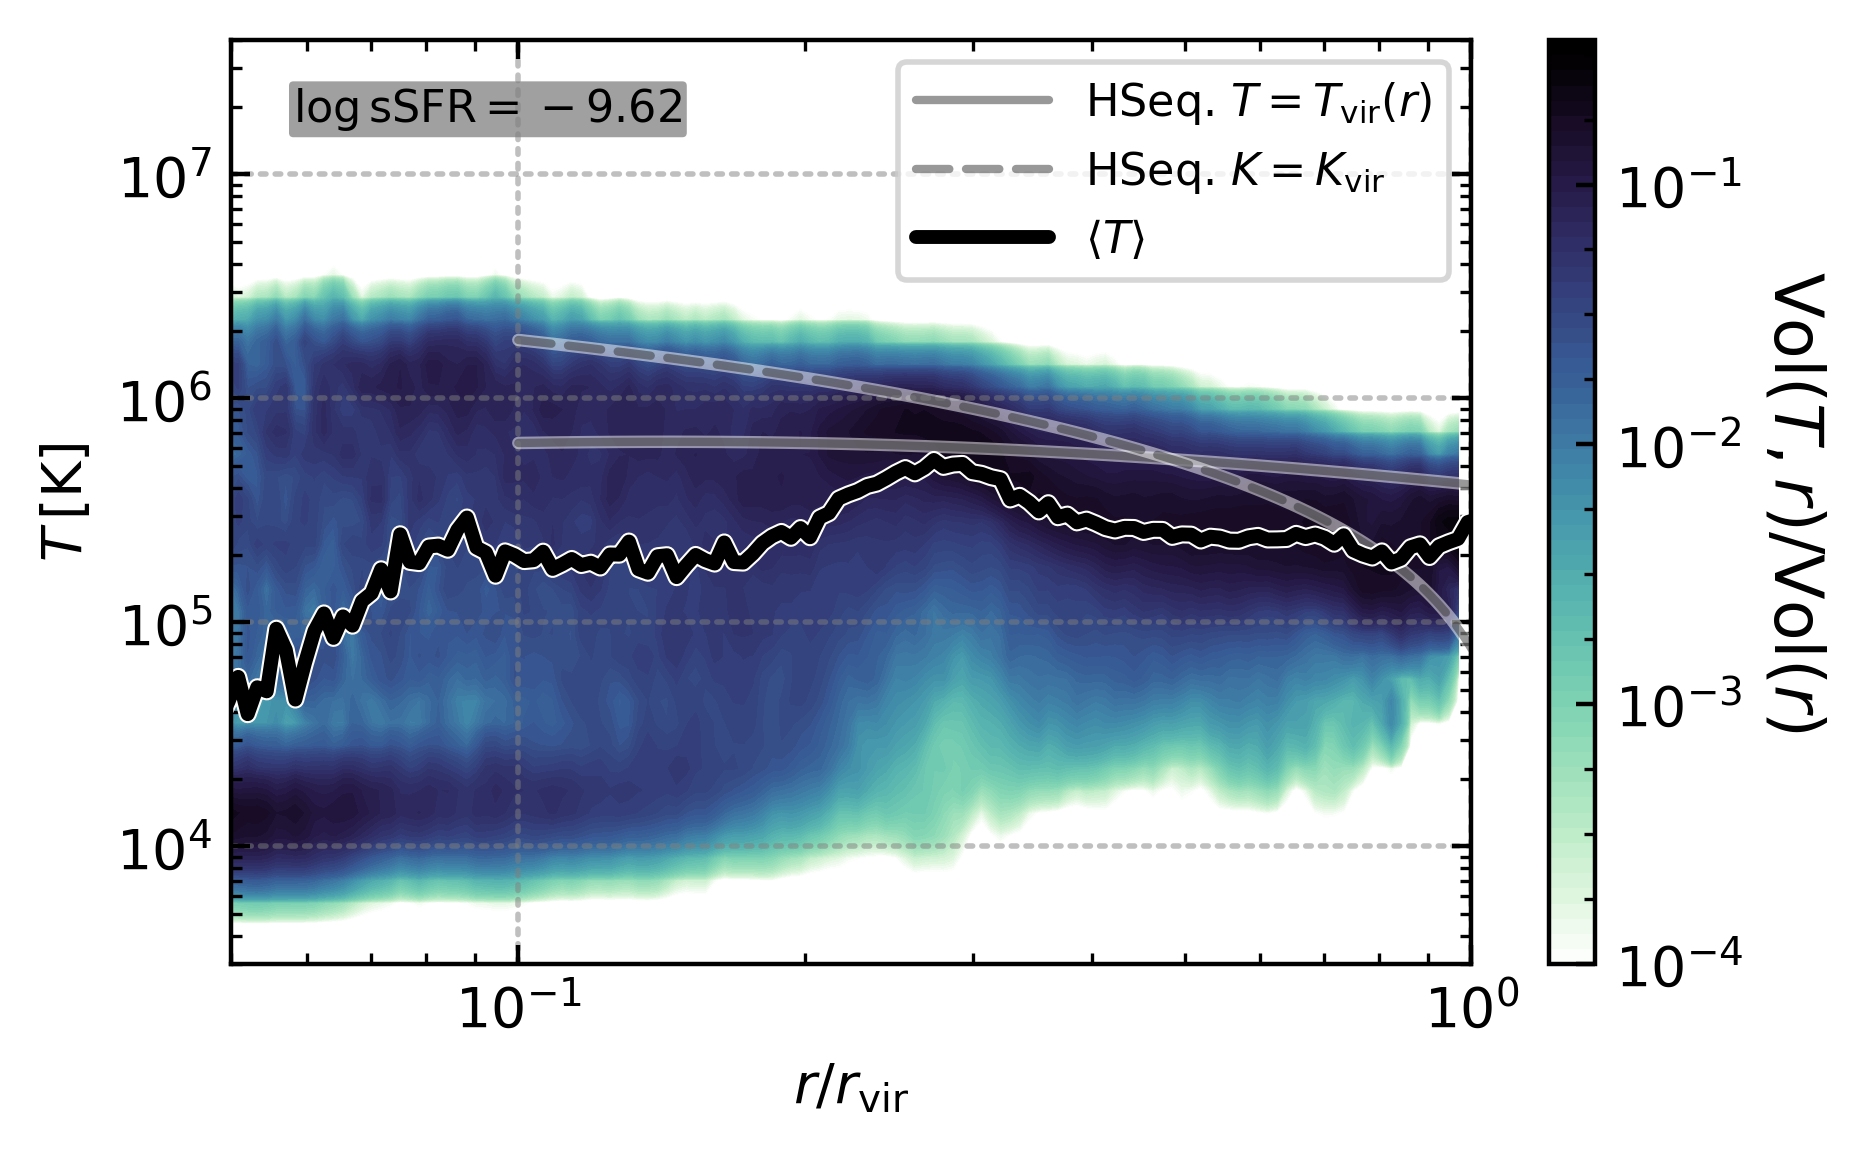 log sSFR = −9.62
HSeq. T = T_vir(r)
HSeq. K = K_vir
⟨T⟩
10^7
10^6
10^5
10^4
T [K]
10^−1
10^0
r/r_vir
10^−1
10^−2
10^−3
10^−4
Vol(T, r)/Vol(r)